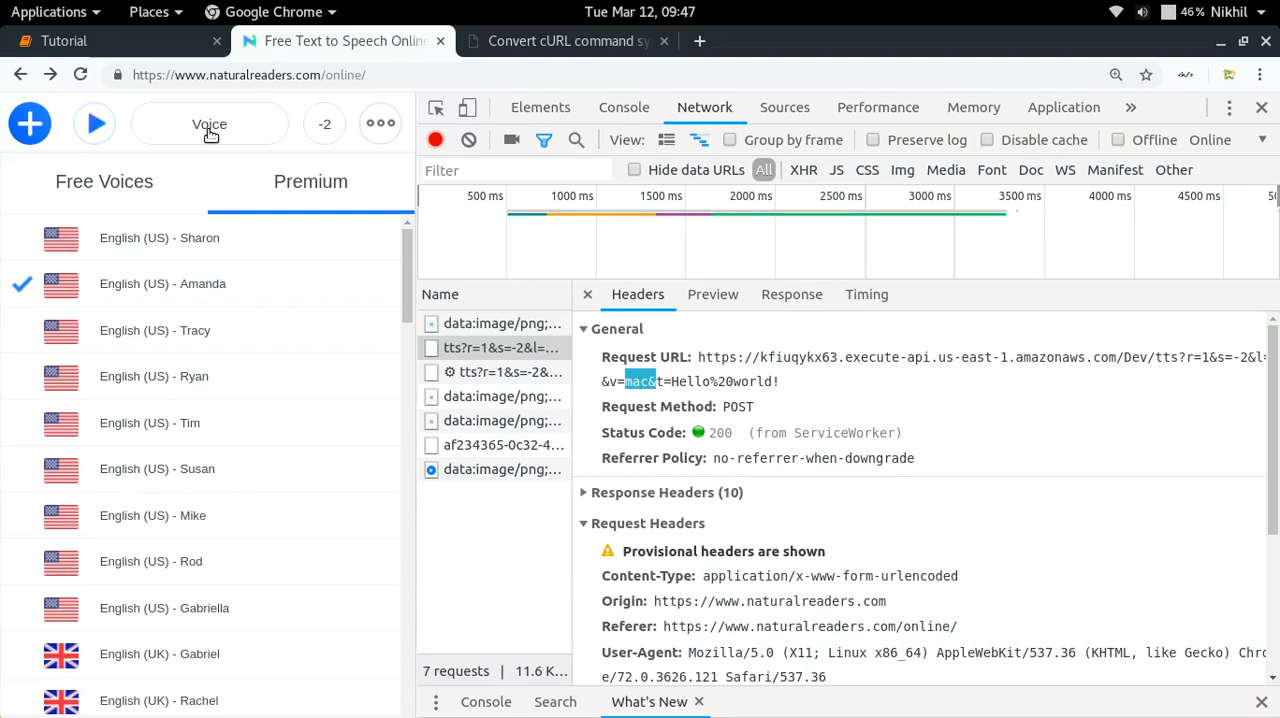 Applications Places Google Chrome Tue Mar 12, 09:47 46% Nikhil
Tutorial Free Text to Speech Online Convert cURL command sy
https://www.naturalreaders.com/online/
Voice -2
Free Voices Premium
English (US) - Sharon
English (US) - Amanda
English (US) - Tracy
English (US) - Ryan
English (US) - Tim
English (US) - Susan
English (US) - Mike
English (US) - Rod
English (US) - Gabriella
English (UK) - Gabriel
English (UK) - Rachel
Elements Console Network Sources Performance Memory Application
View: Group by frame Preserve log Disable cache Offline Online
Filter Hide data URLs All XHR JS CSS Img Media Font Doc WS Manifest Other
500 ms 1000 ms 1500 ms 2000 ms 2500 ms 3000 ms 3500 ms 4000 ms 4500 ms
Name
data:image/png;...
tts?r=1&s=-2&l=...
tts?r=1&s=-2&...
data:image/png;...
data:image/png;...
af234365-0c32-4...
data:image/png;...
7 requests | 11.6 K...
Headers Preview Response Timing
General
Request URL: https://kfiuqykx63.execute-api.us-east-1.amazonaws.com/Dev/tts?r=1&s=-2&l=
&v=mac&t=Hello%20world!
Request Method: POST
Status Code: 200 (from ServiceWorker)
Referrer Policy: no-referrer-when-downgrade
Response Headers (10)
Request Headers
Provisional headers are shown
Content-Type: application/x-www-form-urlencoded
Origin: https://www.naturalreaders.com
Referer: https://www.naturalreaders.com/online/
User-Agent: Mozilla/5.0 (X11; Linux x86_64) AppleWebKit/537.36 (KHTML, like Gecko) Chro
e/72.0.3626.121 Safari/537.36
Console Search What's New